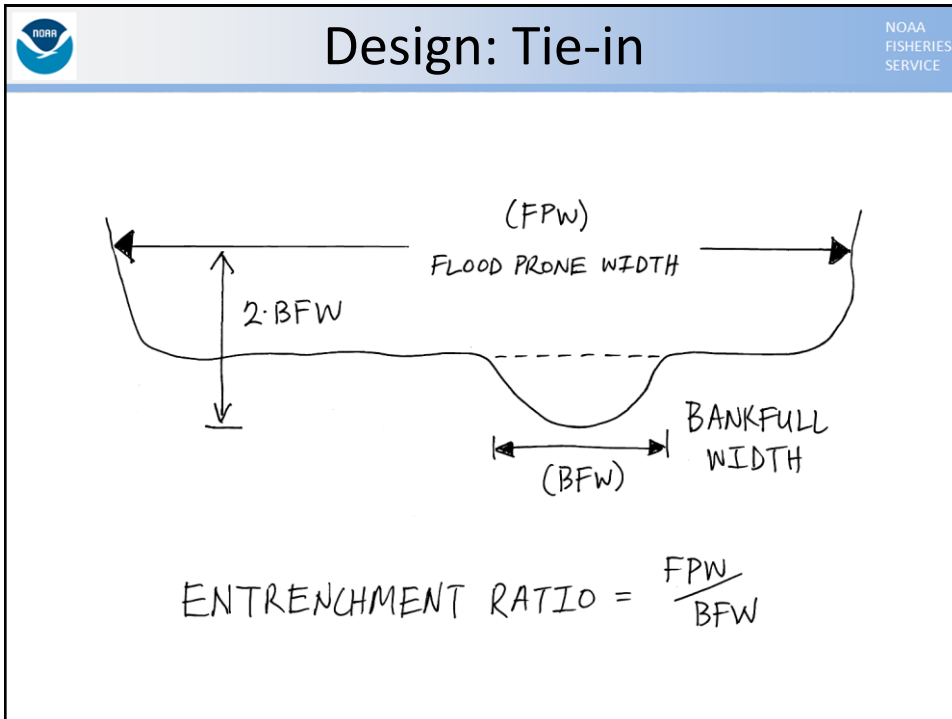 NOAA
Design: Tie-in
NOAA
FISHERIES
SERVICE
(FPW)
FLOOD PRONE WIDTH
2·BFW
BANKFULL
WIDTH
(BFW)
ENTRENCHMENT RATIO = FPW/BFW